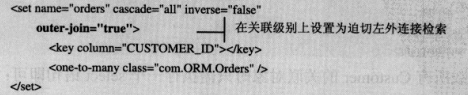 <set name="orders" cascade="all" inverse="false"
outer-join="true"> 在关联级别上设置为迫切左外连接检索
<key column="CUSTOMER_ID"></key>
<one-to-many class="com.ORM.Orders" />
</set>